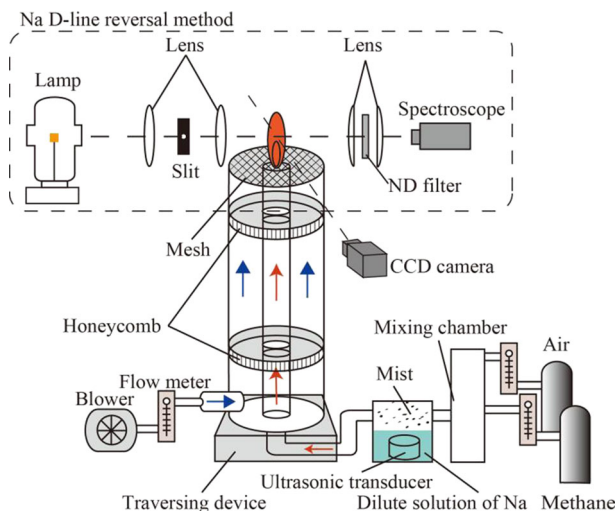 Na D-line reversal method
Lens
Lens
Lamp
Spectroscope
Slit
ND filter
Mesh
CCD camera
Honeycomb
Mixing chamber
Air
Flow meter
Mist
Blower
Ultrasonic transducer
Traversing device
Dilute solution of Na
Methane